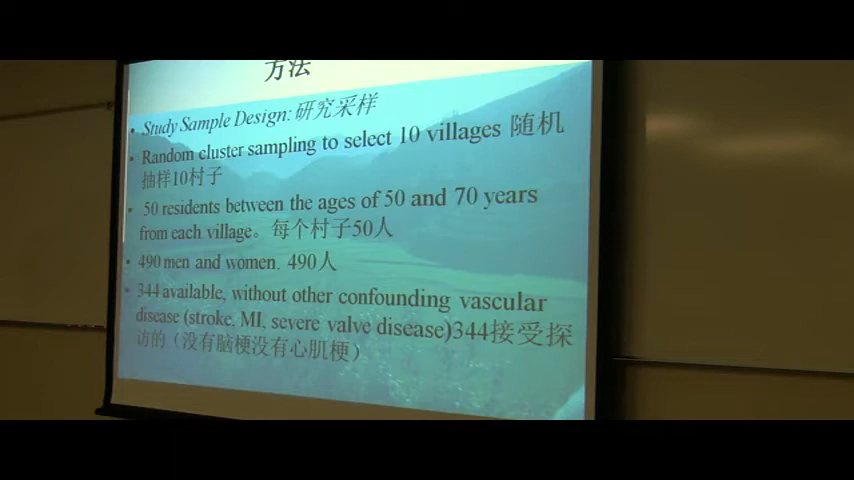 方法
Study Sample Design: 研究采样
Random cluster sampling to select 10 villages 随机
抽样10村子
50 residents between the ages of 50 and 70 years
from each village。每个村子50人
490 men and women. 490人
344 available, without other confounding vascular
disease (stroke, MI, severe valve disease)344接受探
访的（没有脑梗没有心肌梗）